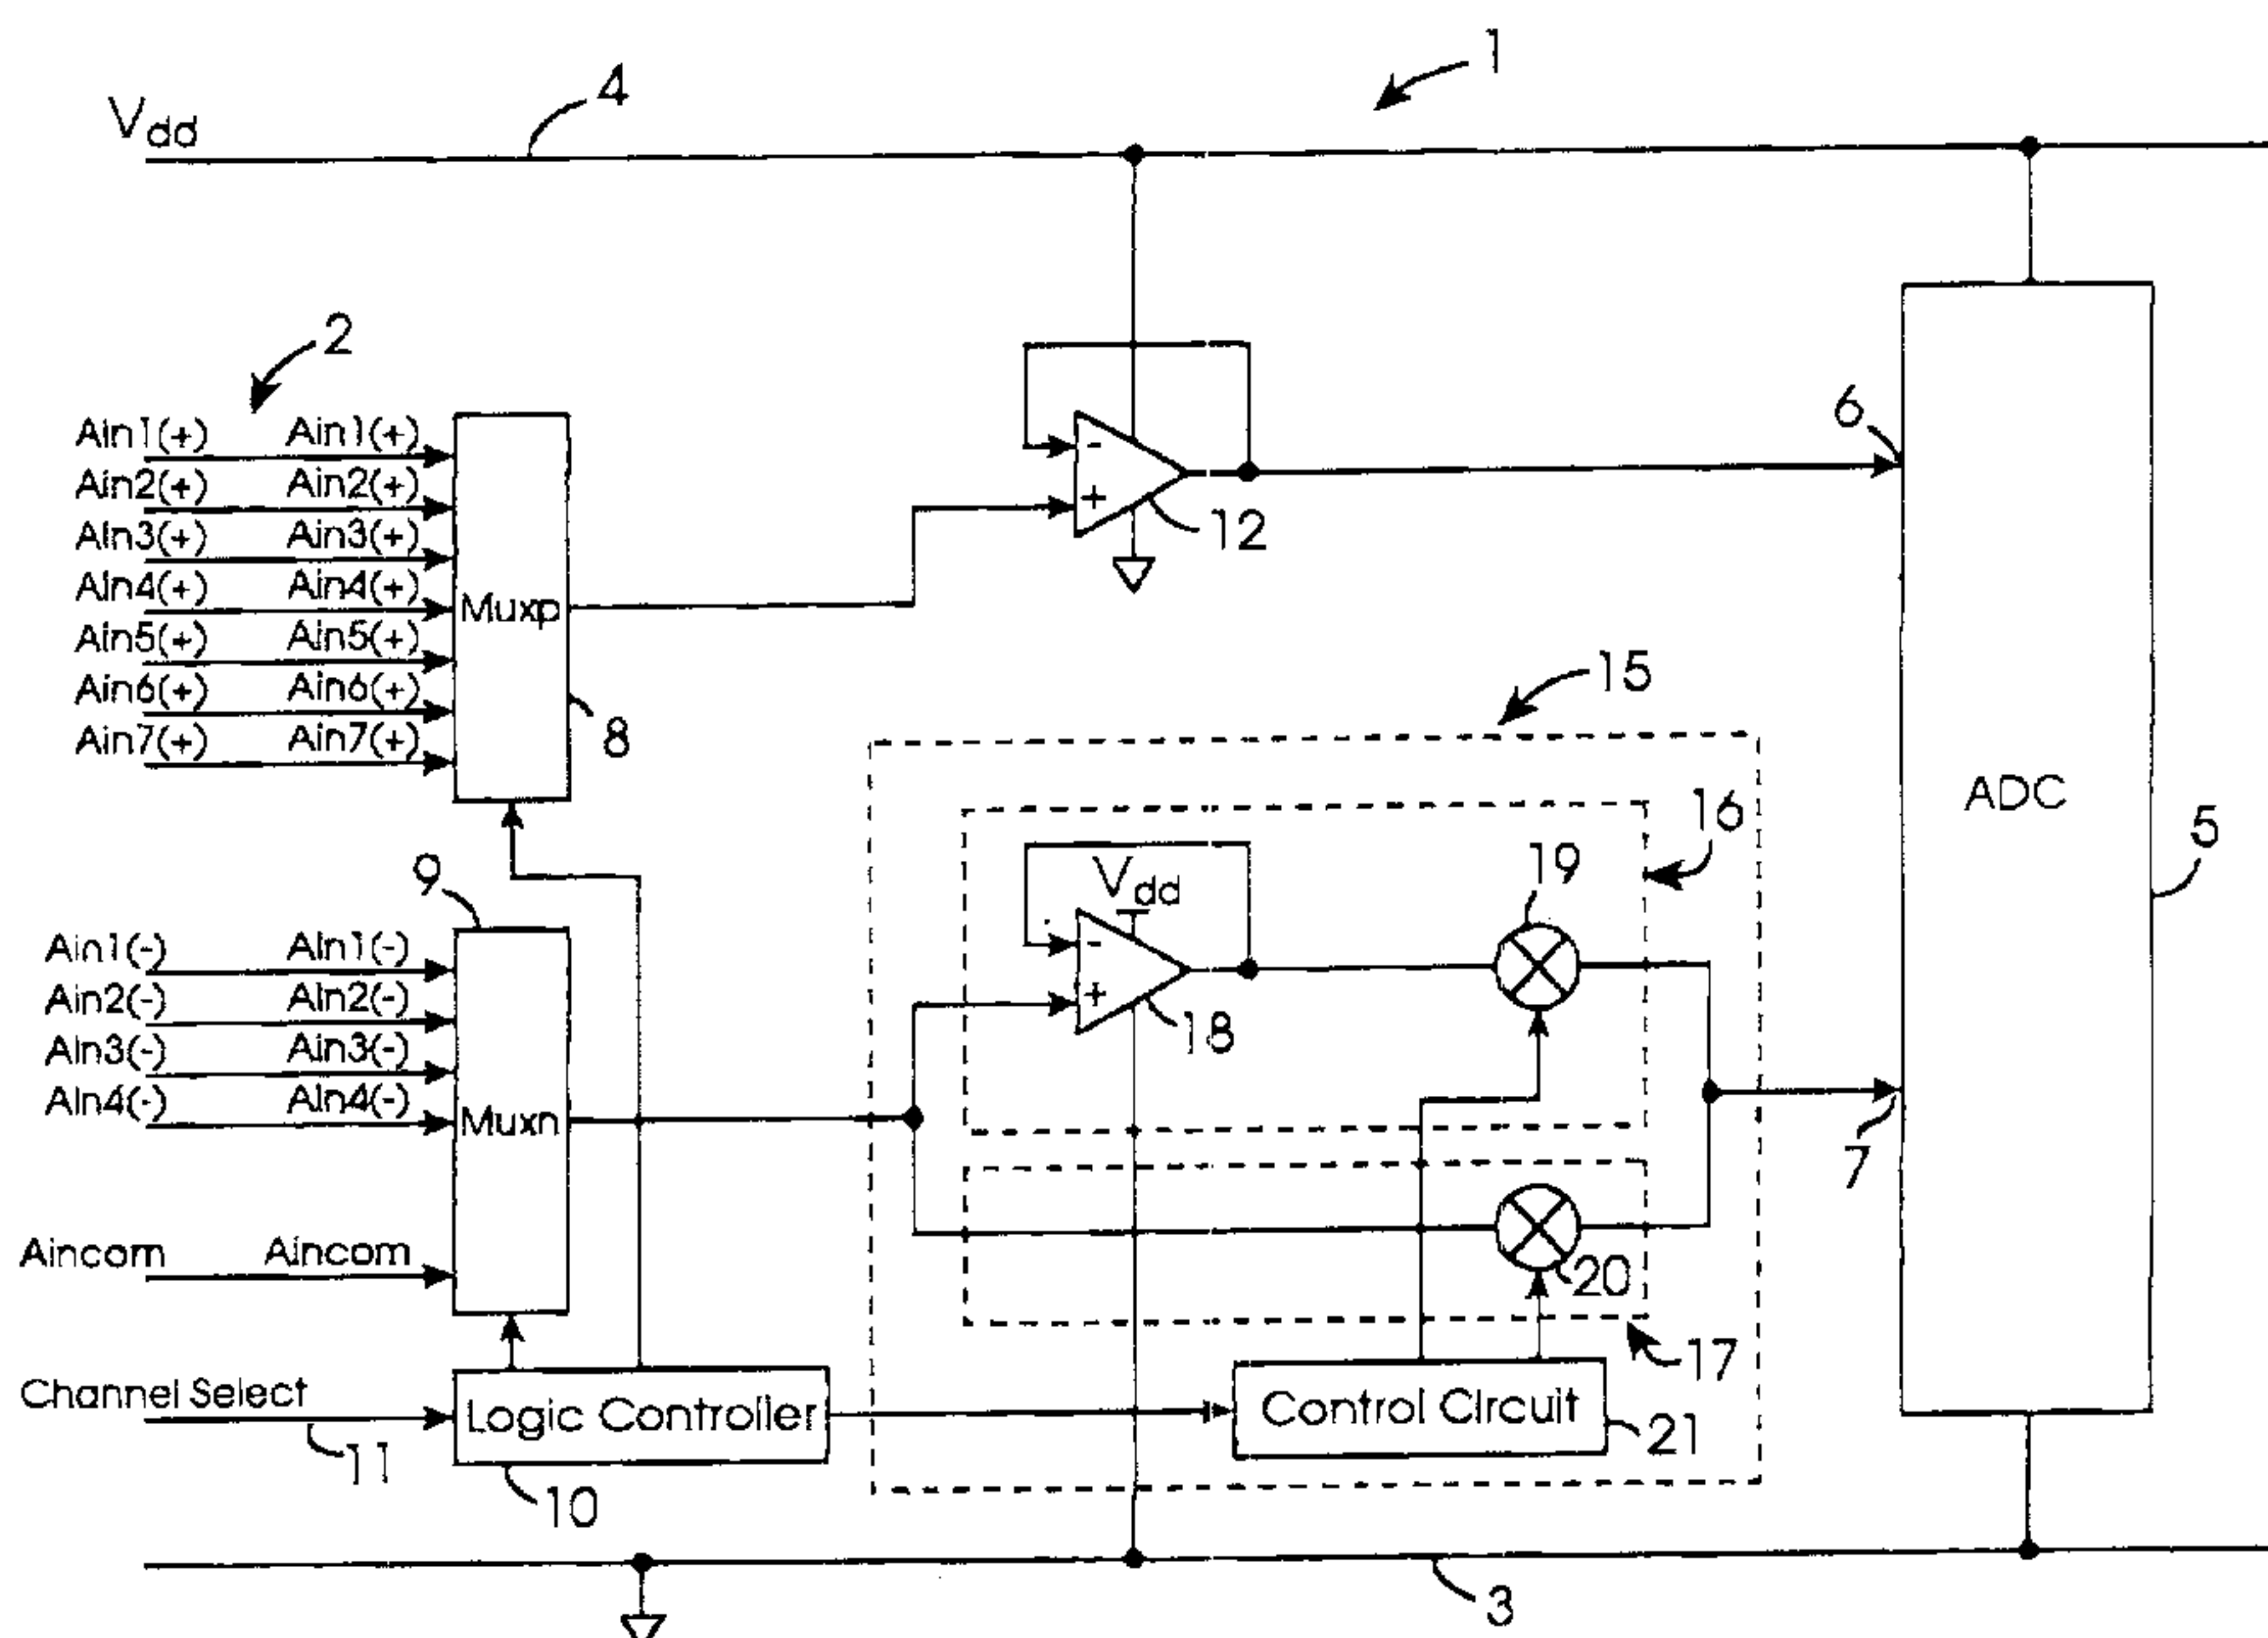 1
4
Vdd
2
Ain1(+) Ain1(+)
Ain2(+) Ain2(+)
AIn3(+) Ain3(+)
AIn4(+) Ain4(+)
Ain5(+) Ain5(+)
Ain6(+) Ain6(+)
Ain7(+) Ain7(+)
Muxp
8
-
+
12
6
ADC
5
15
16
9
Ain1(-) AIn1(-)
Ain2(-) AIn2(-)
AIn3(-) Ain3(-)
AIn4(-) AIn4(-)
Muxn
Aincom AIncom
Vdd
-
+
18
19
20
7
17
Channel Select
11
Logic Controller
10
Control CIrcuit
21
3